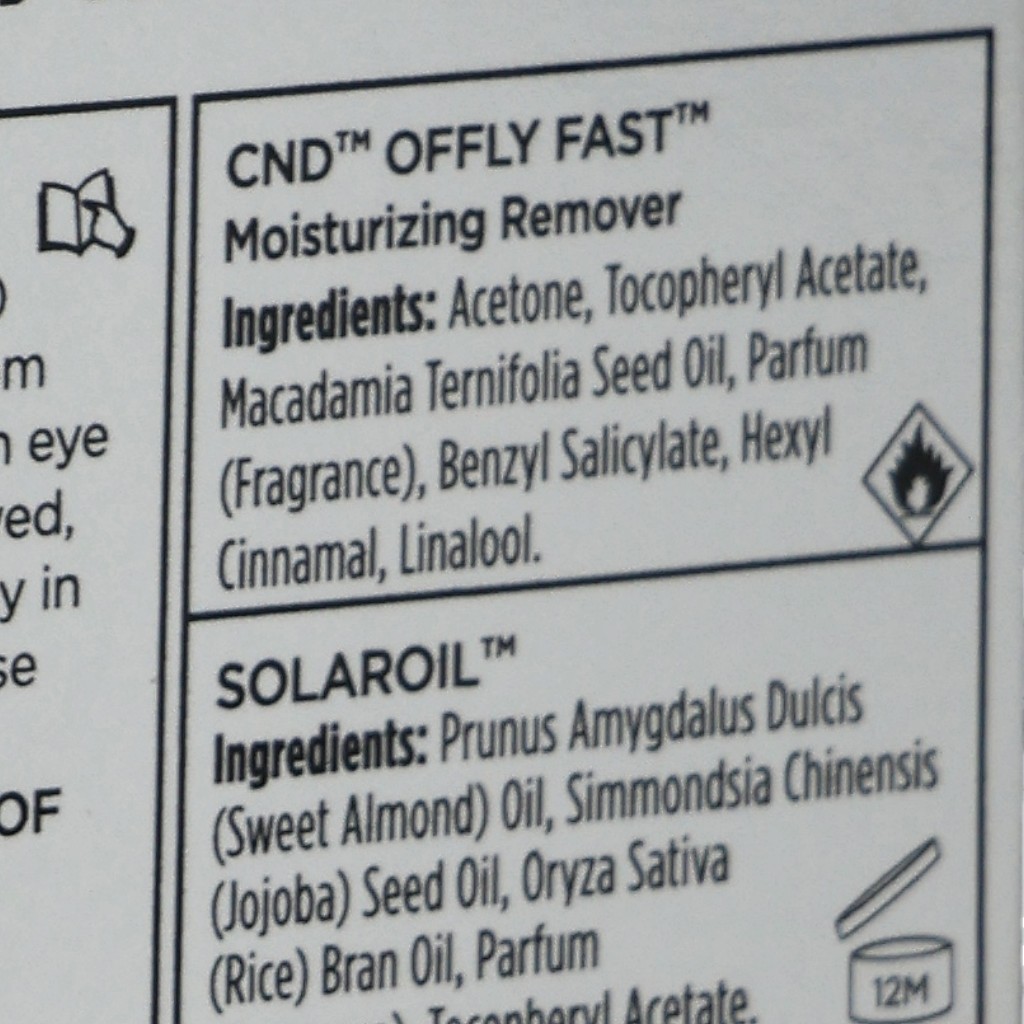 m
eye
ed,
y in
se
OF
CND™ OFFLY FAST™
Moisturizing Remover
Ingredients: Acetone, Tocopheryl Acetate,
Macadamia Ternifolia Seed Oil, Parfum
(Fragrance), Benzyl Salicylate, Hexyl
Cinnamal, Linalool.
SOLAROIL™
Ingredients: Prunus Amygdalus Dulcis
(Sweet Almond) Oil, Simmondsia Chinensis
(Jojoba) Seed Oil, Oryza Sativa
(Rice) Bran Oil, Parfum
Tocopheryl Acetate,
12M